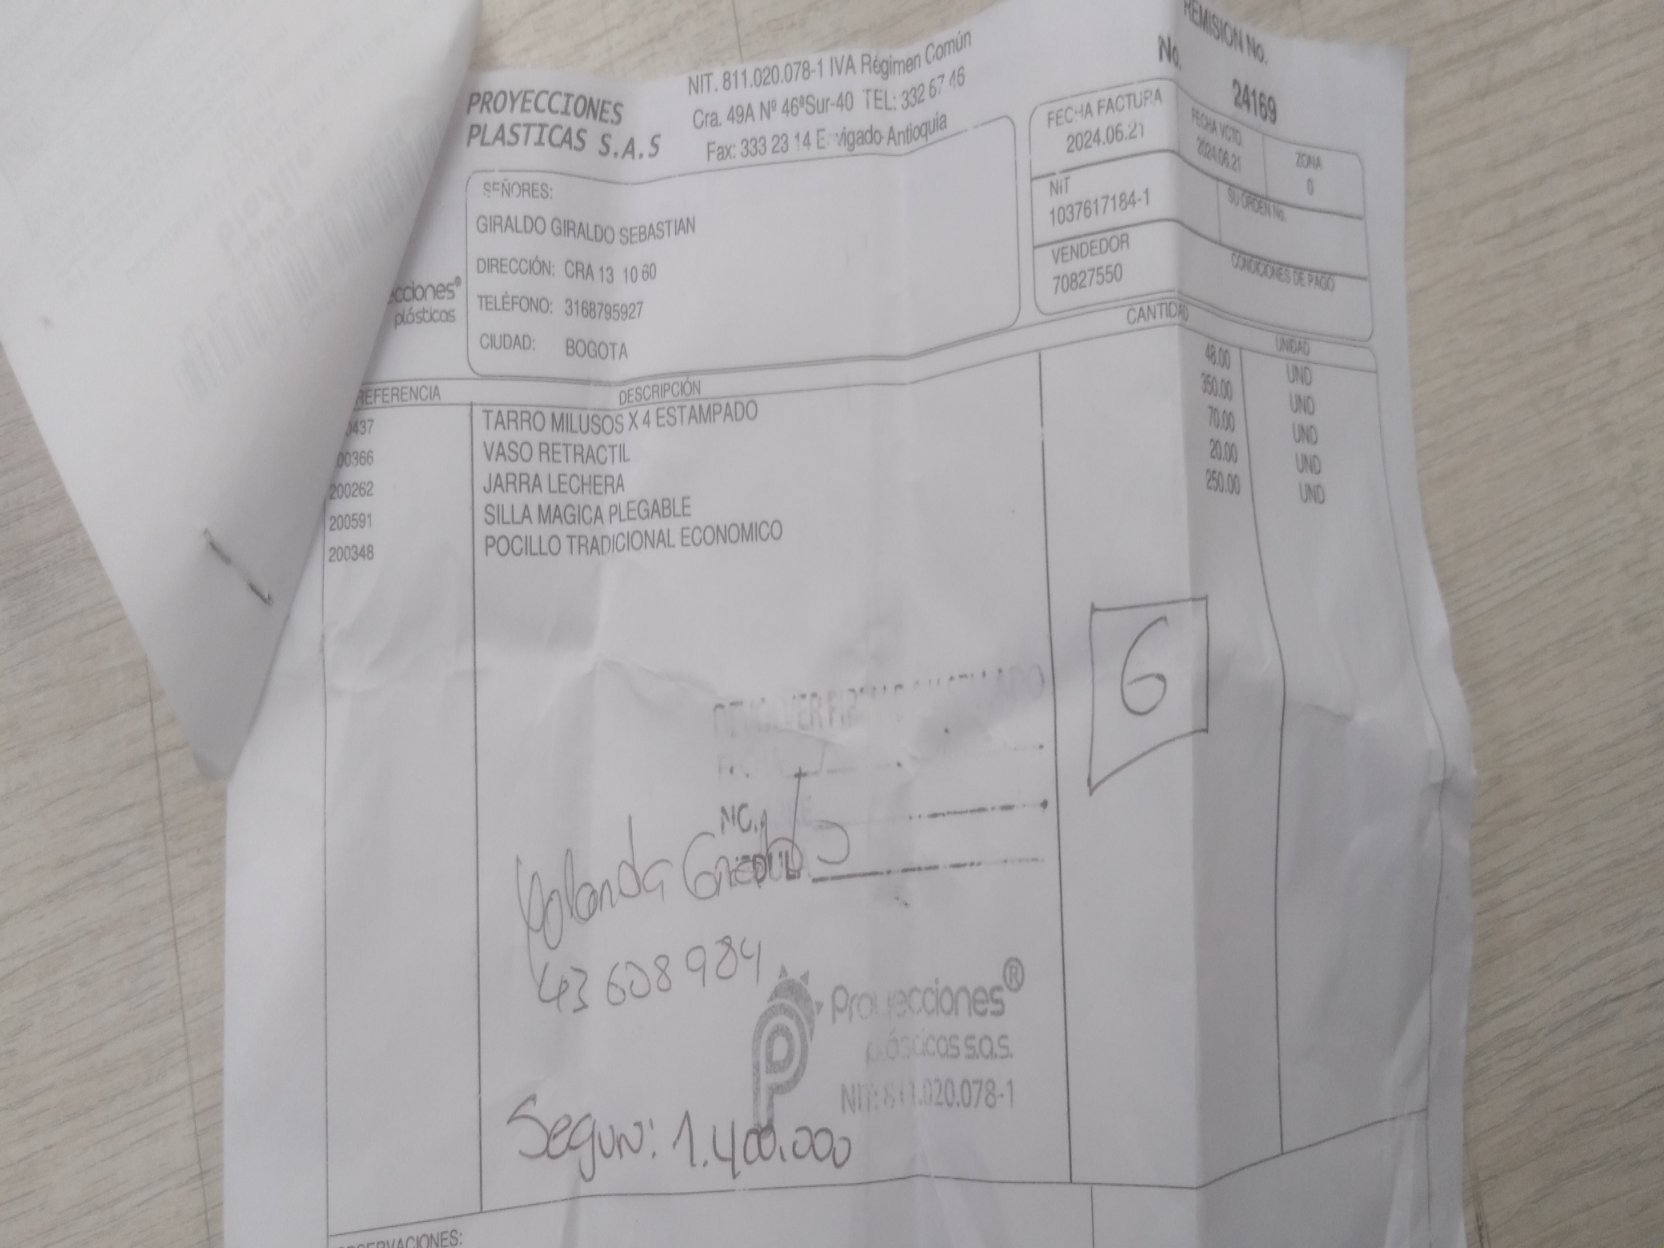 REMISION No.
No. 24169
PROYECCIONES
PLASTICAS S.A.S
NIT. 811.020.078-1 IVA Régimen Común
Cra. 49A Nº 46ªSur-40 TEL: 332 67 46
Fax: 333 23 14 E vigado-Antioquia
FECHA FACTURA
2024.06.21
FECHA VCTO
2024.06.21
ZONA
0
NIT
1037617184-1
SU ORDEN No.
VENDEDOR
70827550
CONDICIONES DE PAGO
SEÑORES:
GIRALDO GIRALDO SEBASTIAN
DIRECCIÓN: CRA 13 10 60
TELÉFONO: 3168795927
CIUDAD: BOGOTA
ecciones®
plásticos
REFERENCIA DESCRIPCIÓN CANTIDAD UNIDAD
0437 TARRO MILUSOS X 4 ESTAMPADO 48.00 UND
00366 VASO RETRACTIL 350.00 UND
200262 JARRA LECHERA 70.00 UND
200591 SILLA MAGICA PLEGABLE 20.00 UND
200348 POCILLO TRADICIONAL ECONOMICO 250.00 UND
6
Yolanda
43608984
Proyecciones®
plásticas s.a.s.
NIT: 811.020.078-1
Segun: 1.400.000
OBSERVACIONES: